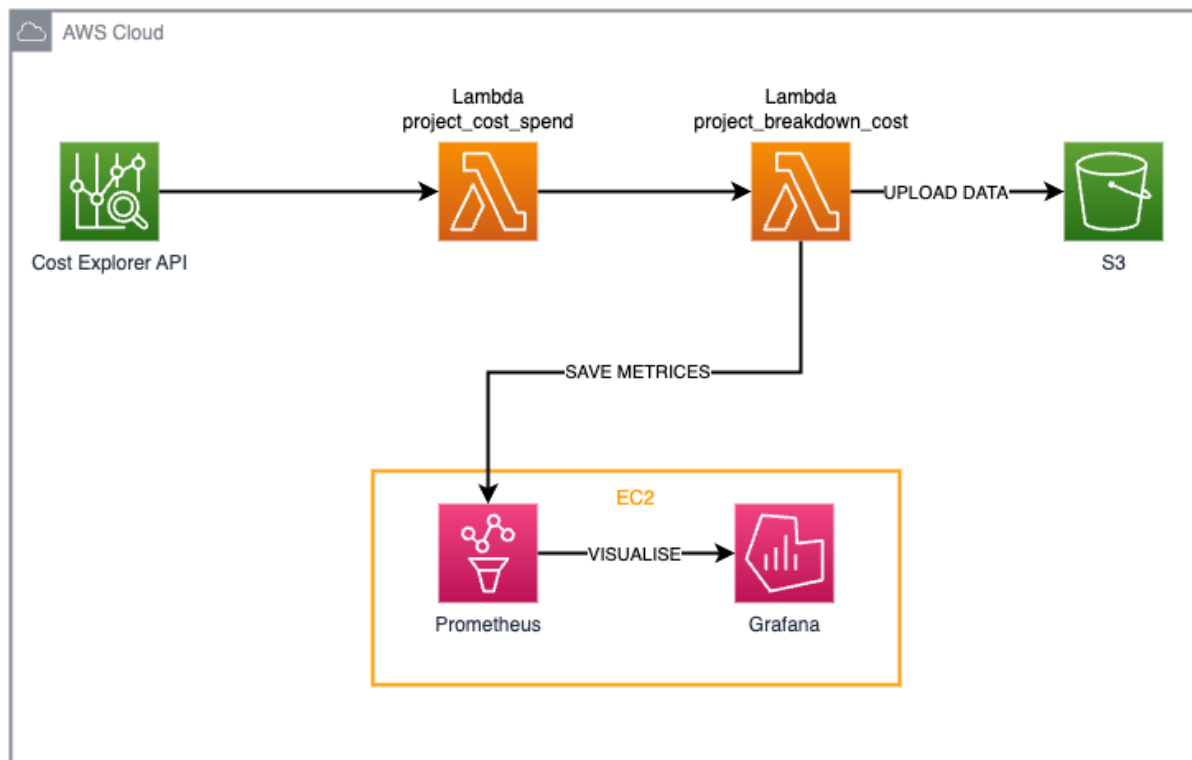 AWS Cloud
Lambda
project_cost_spend
Lambda
project_breakdown_cost
UPLOAD DATA
Cost Explorer API
S3
SAVE METRICES
EC2
VISUALISE
Prometheus
Grafana